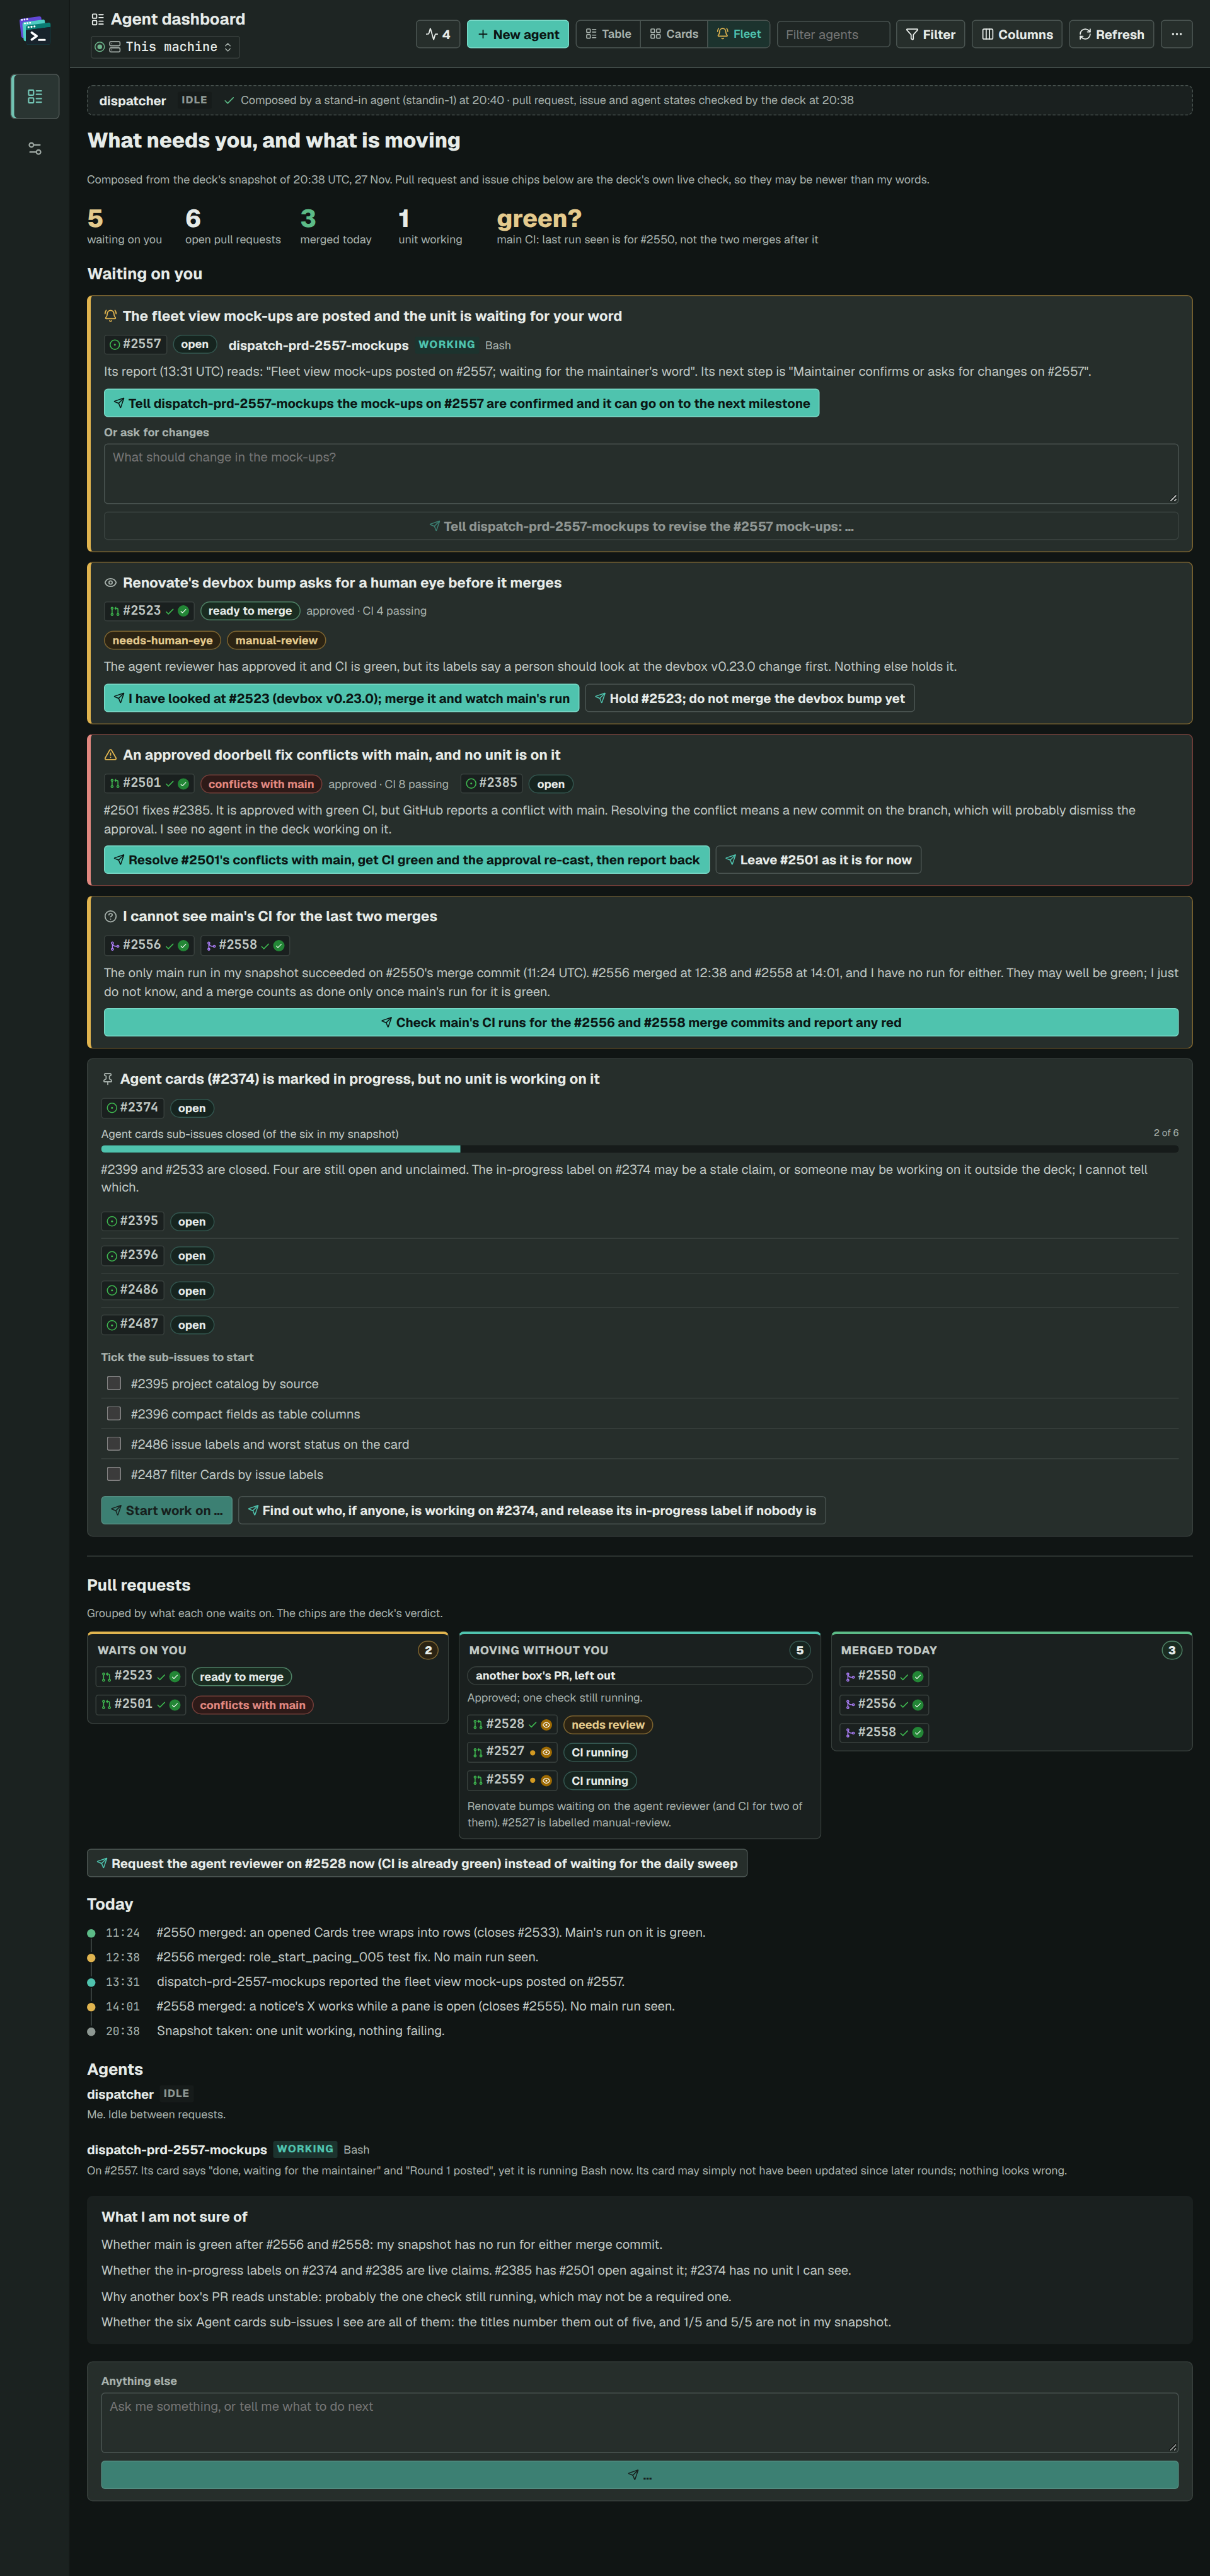 Agent dashboard
This machine
4
New agent
Table
Cards
Fleet
Filter agents
Filter
Columns
Refresh
dispatcher IDLE Composed by a stand-in agent (standin-1) at 20:40 · pull request, issue and agent states checked by the deck at 20:38
What needs you, and what is moving
Composed from the deck's snapshot of 20:38 UTC, 27 Nov. Pull request and issue chips below are the deck's own live check, so they may be newer than my words.
5 6 3 1 green?
waiting on you open pull requests merged today unit working main CI: last run seen is for #2550, not the two merges after it
Waiting on you
The fleet view mock-ups are posted and the unit is waiting for your word
#2557 open dispatch-prd-2557-mockups WORKING Bash
Its report (13:31 UTC) reads: "Fleet view mock-ups posted on #2557; waiting for the maintainer's word". Its next step is "Maintainer confirms or asks for changes on #2557".
Tell dispatch-prd-2557-mockups the mock-ups on #2557 are confirmed and it can go on to the next milestone
Or ask for changes
What should change in the mock-ups?
Tell dispatch-prd-2557-mockups to revise the #2557 mock-ups: ...
Renovate's devbox bump asks for a human eye before it merges
#2523 ready to merge approved · CI 4 passing
needs-human-eye manual-review
The agent reviewer has approved it and CI is green, but its labels say a person should look at the devbox v0.23.0 change first. Nothing else holds it.
I have looked at #2523 (devbox v0.23.0); merge it and watch main's run
Hold #2523; do not merge the devbox bump yet
An approved doorbell fix conflicts with main, and no unit is on it
#2501 conflicts with main approved · CI 8 passing #2385 open
#2501 fixes #2385. It is approved with green CI, but GitHub reports a conflict with main. Resolving the conflict means a new commit on the branch, which will probably dismiss the
approval. I see no agent in the deck working on it.
Resolve #2501's conflicts with main, get CI green and the approval re-cast, then report back
Leave #2501 as it is for now
I cannot see main's CI for the last two merges
#2556 #2558
The only main run in my snapshot succeeded on #2550's merge commit (11:24 UTC). #2556 merged at 12:38 and #2558 at 14:01, and I have no run for either. They may well be green; I just
do not know, and a merge counts as done only once main's run for it is green.
Check main's CI runs for the #2556 and #2558 merge commits and report any red
Agent cards (#2374) is marked in progress, but no unit is working on it
#2374 open
Agent cards sub-issues closed (of the six in my snapshot) 2 of 6
#2399 and #2533 are closed. Four are still open and unclaimed. The in-progress label on #2374 may be a stale claim, or someone may be working on it outside the deck; I cannot tell
which.
#2395 open
#2396 open
#2486 open
#2487 open
Tick the sub-issues to start
#2395 project catalog by source
#2396 compact fields as table columns
#2486 issue labels and worst status on the card
#2487 filter Cards by issue labels
Start work on ...
Find out who, if anyone, is working on #2374, and release its in-progress label if nobody is
Pull requests
Grouped by what each one waits on. The chips are the deck's verdict.
WAITS ON YOU 2
#2523 ready to merge
#2501 conflicts with main
MOVING WITHOUT YOU 5
another box's PR, left out
Approved; one check still running.
#2528 needs review
#2527 CI running
#2559 CI running
Renovate bumps waiting on the agent reviewer (and CI for two of
them). #2527 is labelled manual-review.
MERGED TODAY 3
#2550
#2556
#2558
Request the agent reviewer on #2528 now (CI is already green) instead of waiting for the daily sweep
Today
11:24 #2550 merged: an opened Cards tree wraps into rows (closes #2533). Main's run on it is green.
12:38 #2556 merged: role_start_pacing_005 test fix. No main run seen.
13:31 dispatch-prd-2557-mockups reported the fleet view mock-ups posted on #2557.
14:01 #2558 merged: a notice's X works while a pane is open (closes #2555). No main run seen.
20:38 Snapshot taken: one unit working, nothing failing.
Agents
dispatcher IDLE
Me. Idle between requests.
dispatch-prd-2557-mockups WORKING Bash
On #2557. Its card says "done, waiting for the maintainer" and "Round 1 posted", yet it is running Bash now. Its card may simply not have been updated since later rounds; nothing looks wrong.
What I am not sure of
Whether main is green after #2556 and #2558: my snapshot has no run for either merge commit.
Whether the in-progress labels on #2374 and #2385 are live claims. #2385 has #2501 open against it; #2374 has no unit I can see.
Why another box's PR reads unstable: probably the one check still running, which may not be a required one.
Whether the six Agent cards sub-issues I see are all of them: the titles number them out of five, and 1/5 and 5/5 are not in my snapshot.
Anything else
Ask me something, or tell me what to do next
...